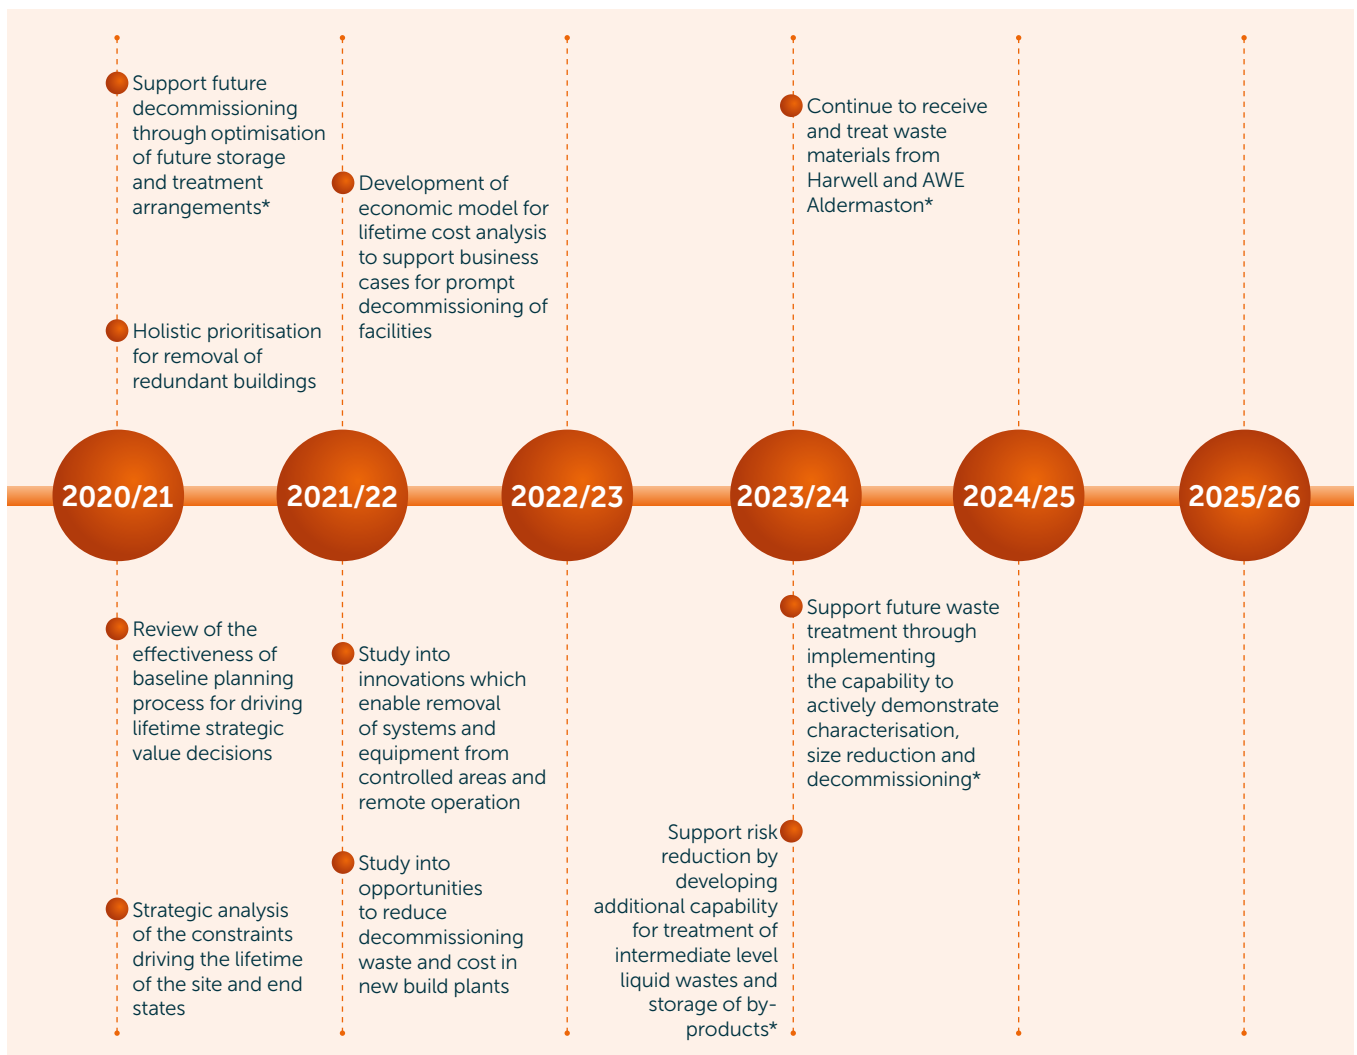 Support future
decommissioning
through optimisation
of future storage
and treatment
arrangements*
Holistic prioritisation
for removal of
redundant buildings
Development of
economic model for
lifetime cost analysis
to support business
cases for prompt
decommissioning of
facilities
Continue to receive
and treat waste
materials from
Harwell and AWE
Aldermaston*
2020/21
2021/22
2022/23
2023/24
2024/25
2025/26
Review of the
effectiveness of
baseline planning
process for driving
lifetime strategic
value decisions
Strategic analysis
of the constraints
driving the lifetime
of the site and end
states
Study into
innovations which
enable removal
of systems and
equipment from
controlled areas and
remote operation
Study into
opportunities
to reduce
decommissioning
waste and cost in
new build plants
Support future waste
treatment through
implementing
the capability to
actively demonstrate
characterisation,
size reduction and
decommissioning*
Support risk
reduction by
developing
additional capability
for treatment of
intermediate level
liquid wastes and
storage of by-
products*